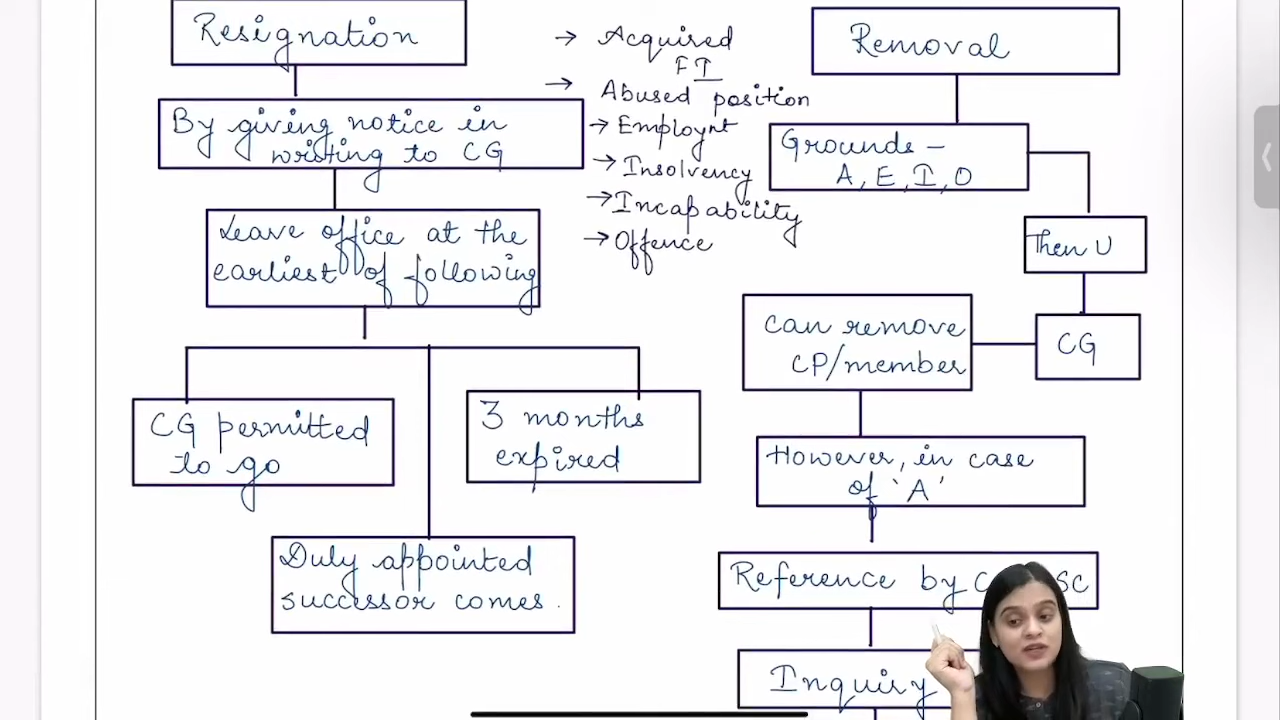 Resignation
By giving notice in
writing to CG
Leave office at the
earliest of following
CG permitted
to go
3 months
expired
Duly appointed
successor comes.
→ Acquired
FI
→ Abused position
→ Employnt
→ Insolvency
→ Incapability
→ Offence
Removal
Grounds –
A, E, I, O
Then U
CG
Can remove
CP/member
However, in case
of 'A'
Reference by
SC
Inquiry